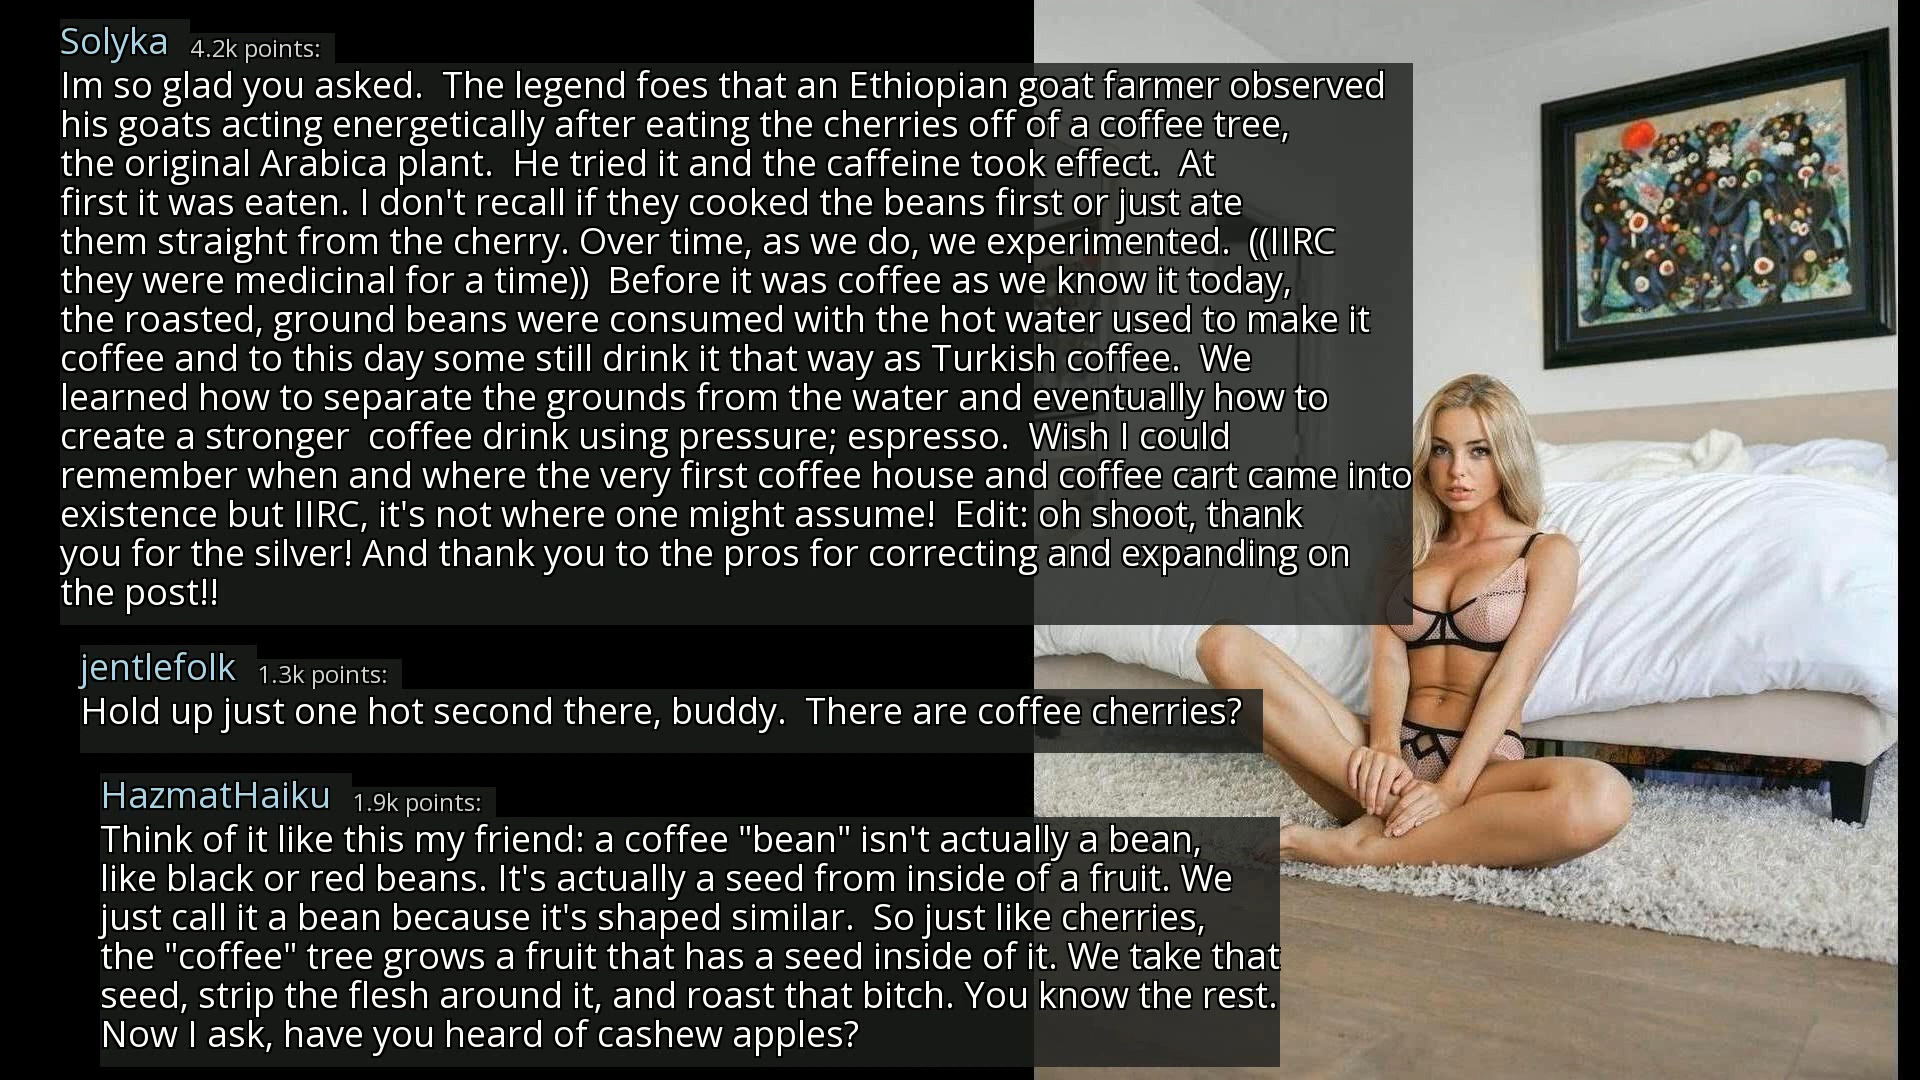 Solyka 4.2k points:
Im so glad you asked.  The legend foes that an Ethiopian goat farmer observed
his goats acting energetically after eating the cherries off of a coffee tree,
the original Arabica plant.  He tried it and the caffeine took effect.  At
first it was eaten. I don't recall if they cooked the beans first or just ate
them straight from the cherry. Over time, as we do, we experimented.  ((IIRC
they were medicinal for a time))  Before it was coffee as we know it today,
the roasted, ground beans were consumed with the hot water used to make it
coffee and to this day some still drink it that way as Turkish coffee.  We
learned how to separate the grounds from the water and eventually how to
create a stronger  coffee drink using pressure; espresso.  Wish I could
remember when and where the very first coffee house and coffee cart came into
existence but IIRC, it's not where one might assume!  Edit: oh shoot, thank
you for the silver! And thank you to the pros for correcting and expanding on
the post!!
jentlefolk 1.3k points:
Hold up just one hot second there, buddy.  There are coffee cherries?
HazmatHaiku 1.9k points:
Think of it like this my friend: a coffee "bean" isn't actually a bean,
like black or red beans. It's actually a seed from inside of a fruit. We
just call it a bean because it's shaped similar.  So just like cherries,
the "coffee" tree grows a fruit that has a seed inside of it. We take that
seed, strip the flesh around it, and roast that bitch. You know the rest.
Now I ask, have you heard of cashew apples?